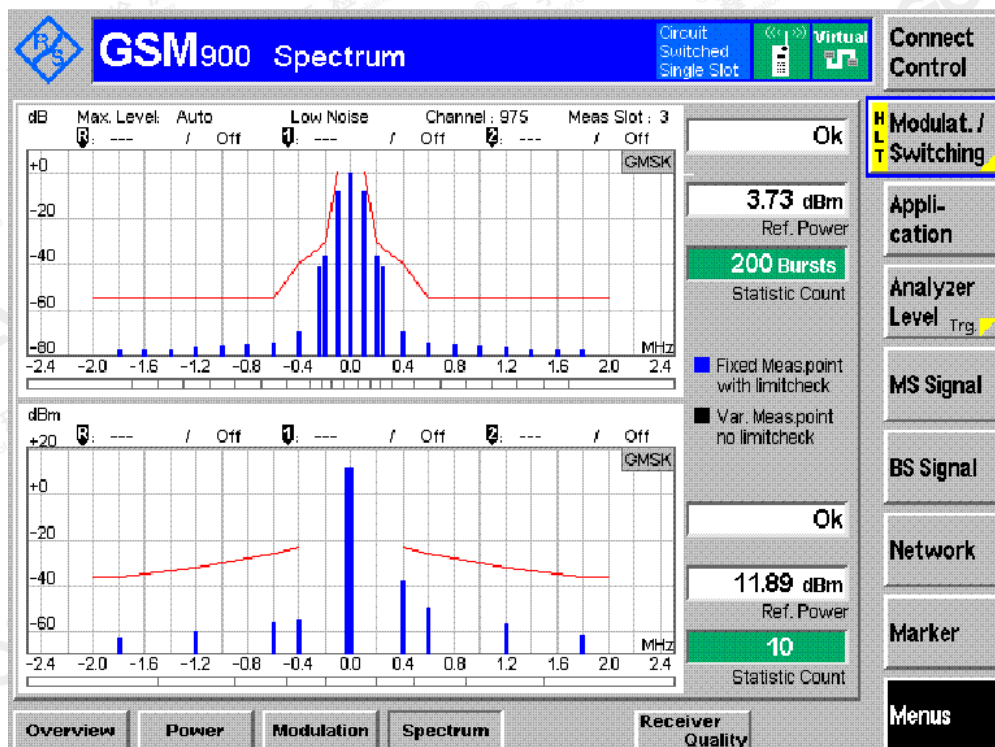 R/S
GSM900 Spectrum
Circuit
Switched
Single Slot
Virtual
Connect
Control
dB Max. Level: Auto Low Noise Channel : 975 Meas Slot : 3
R: --- / Off 1: --- / Off 2: --- / Off
GMSK
+0
-20
-40
-60
-80
MHz
-2.4 -2.0 -1.6 -1.2 -0.8 -0.4 0.0 0.4 0.8 1.2 1.6 2.0 2.4
Ok
3.73 dBm
Ref. Power
200 Bursts
Statistic Count
Fixed Meas.point
with limitcheck
Var. Meas.point
no limitcheck
dBm
R: --- / Off 1: --- / Off 2: --- / Off
GMSK
+20
+0
-20
-40
-60
MHz
-2.4 -2.0 -1.6 -1.2 -0.8 -0.4 0.0 0.4 0.8 1.2 1.6 2.0 2.4
Ok
11.89 dBm
Ref. Power
10
Statistic Count
HLT
Modulat. /
Switching
Appli-
cation
Analyzer
Level Trg.
MS Signal
BS Signal
Network
Marker
Menus
Overview Power Modulation Spectrum Receiver
Quality